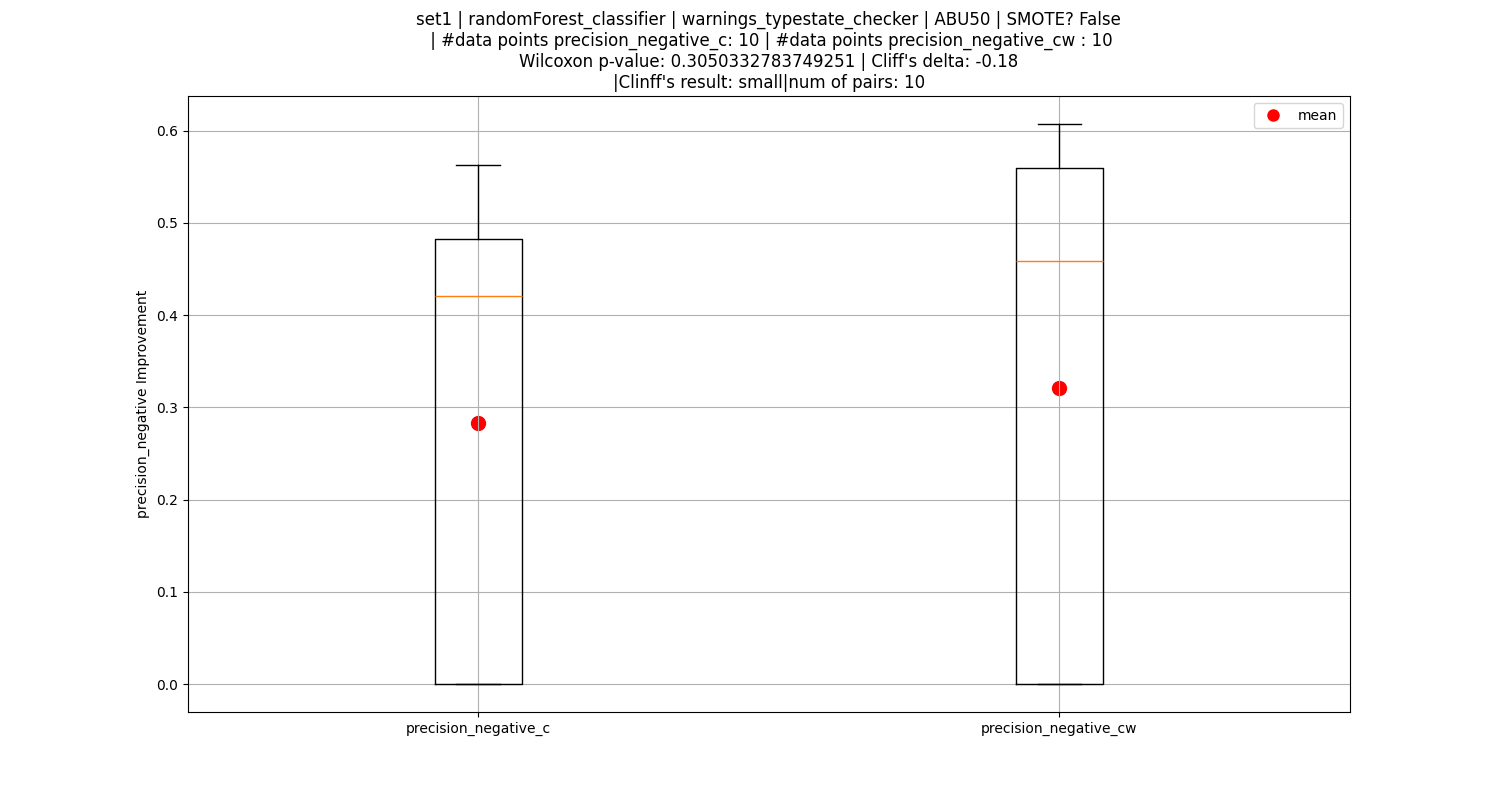 set1 | randomForest_classifier | warnings_typestate_checker | ABU50 | SMOTE? False
| #data points precision_negative_c: 10 | #data points precision_negative_cw : 10
Wilcoxon p-value: 0.3050332783749251 | Cliff's delta: -0.18
|Clinff's result: small|num of pairs: 10
mean
precision_negative Improvement
0.6
0.5
0.4
0.3
0.2
0.1
0.0
precision_negative_c
precision_negative_cw